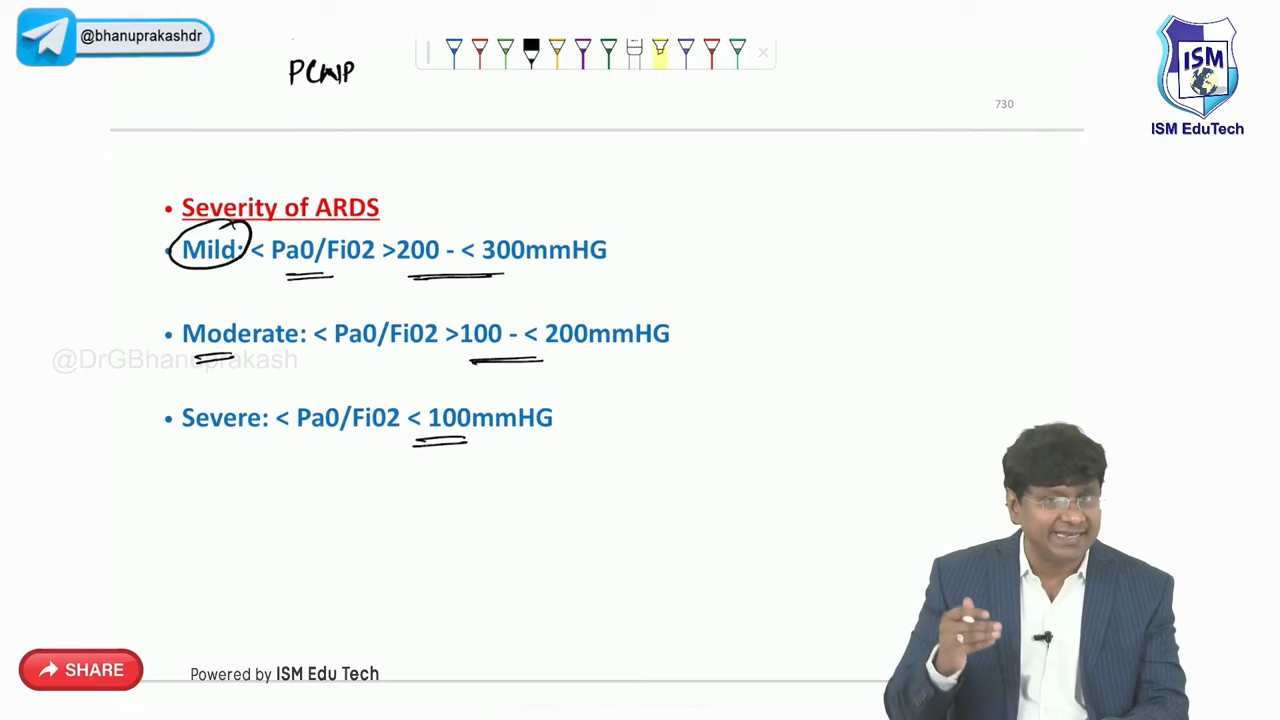 @bhanuprakashdr
PCWP
730
ISM
ISM EduTech
• Severity of ARDS
• Mild: < Pa0/Fi02 >200 - < 300mmHG
• Moderate: < Pa0/Fi02 >100 - < 200mmHG
@DrGBhanuprakash
• Severe: < Pa0/Fi02 < 100mmHG
SHARE
Powered by ISM Edu Tech